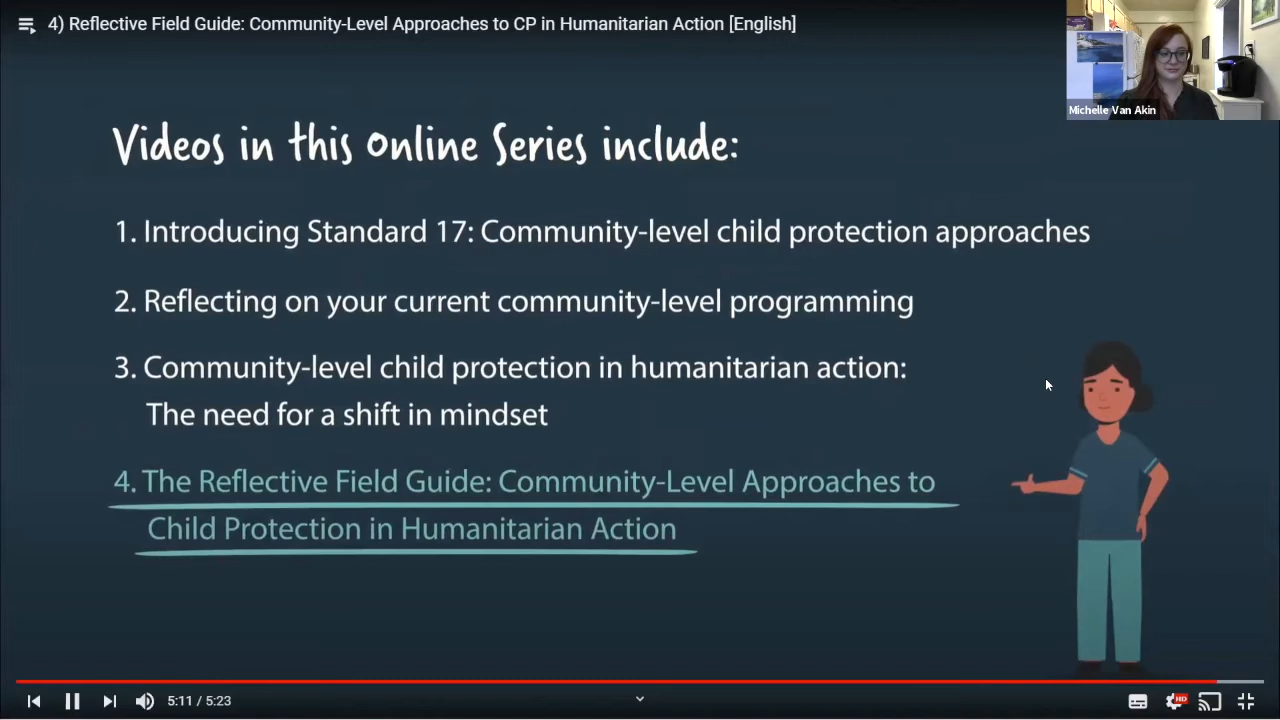 4) Reflective Field Guide: Community-Level Approaches to CP in Humanitarian Action [English]
Michelle Van Akin
Videos in this Online Series include:
1. Introducing Standard 17: Community-level child protection approaches
2. Reflecting on your current community-level programming
3. Community-level child protection in humanitarian action:
The need for a shift in mindset
4. The Reflective Field Guide: Community-Level Approaches to
Child Protection in Humanitarian Action
5:11 / 5:23
HD